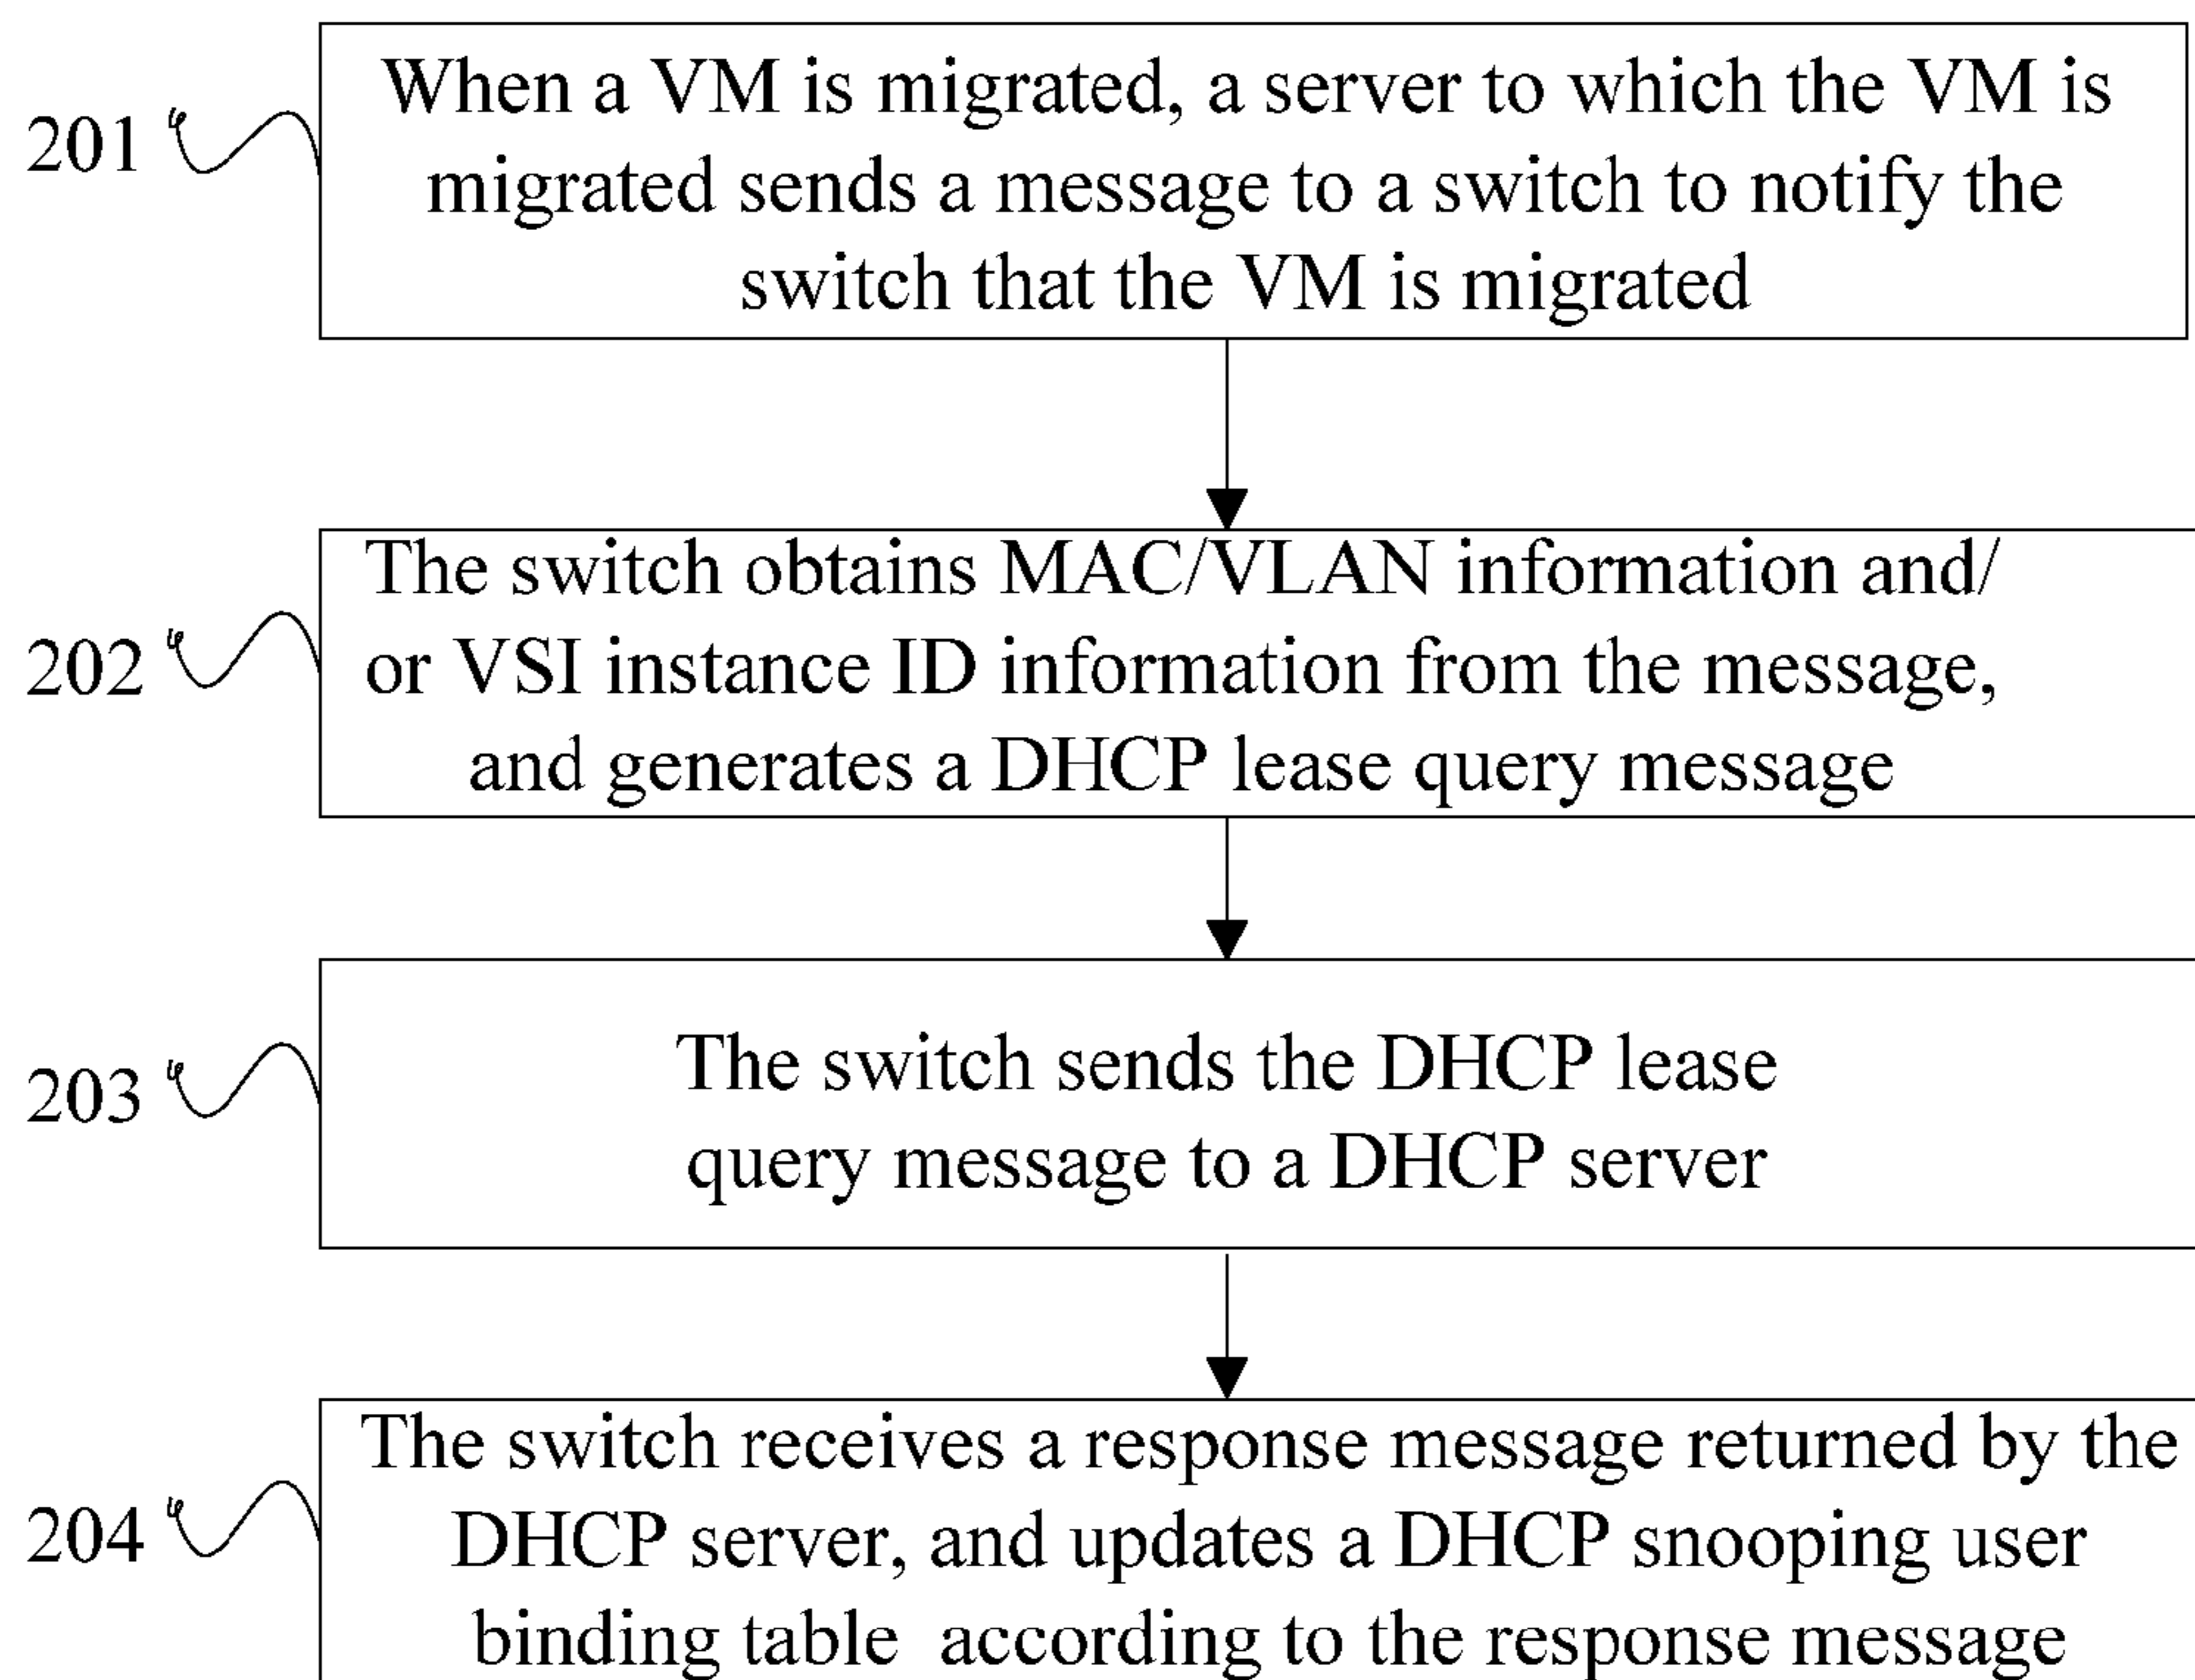 When a VM is migrated, a server to which the VM is
201
migrated sends a message to a switch to notify the
switch that the VM is migrated
The switch obtains MAC/VLAN information and/
202
or VSI instance ID information from the message,
and generates a DHCP lease query message
The switch sends the DHCP lease
203
query message to a DHCP server
The switch receives a response message returned by the
204
DHCP server, and updates a DHCP snooping user
binding table according to the response message